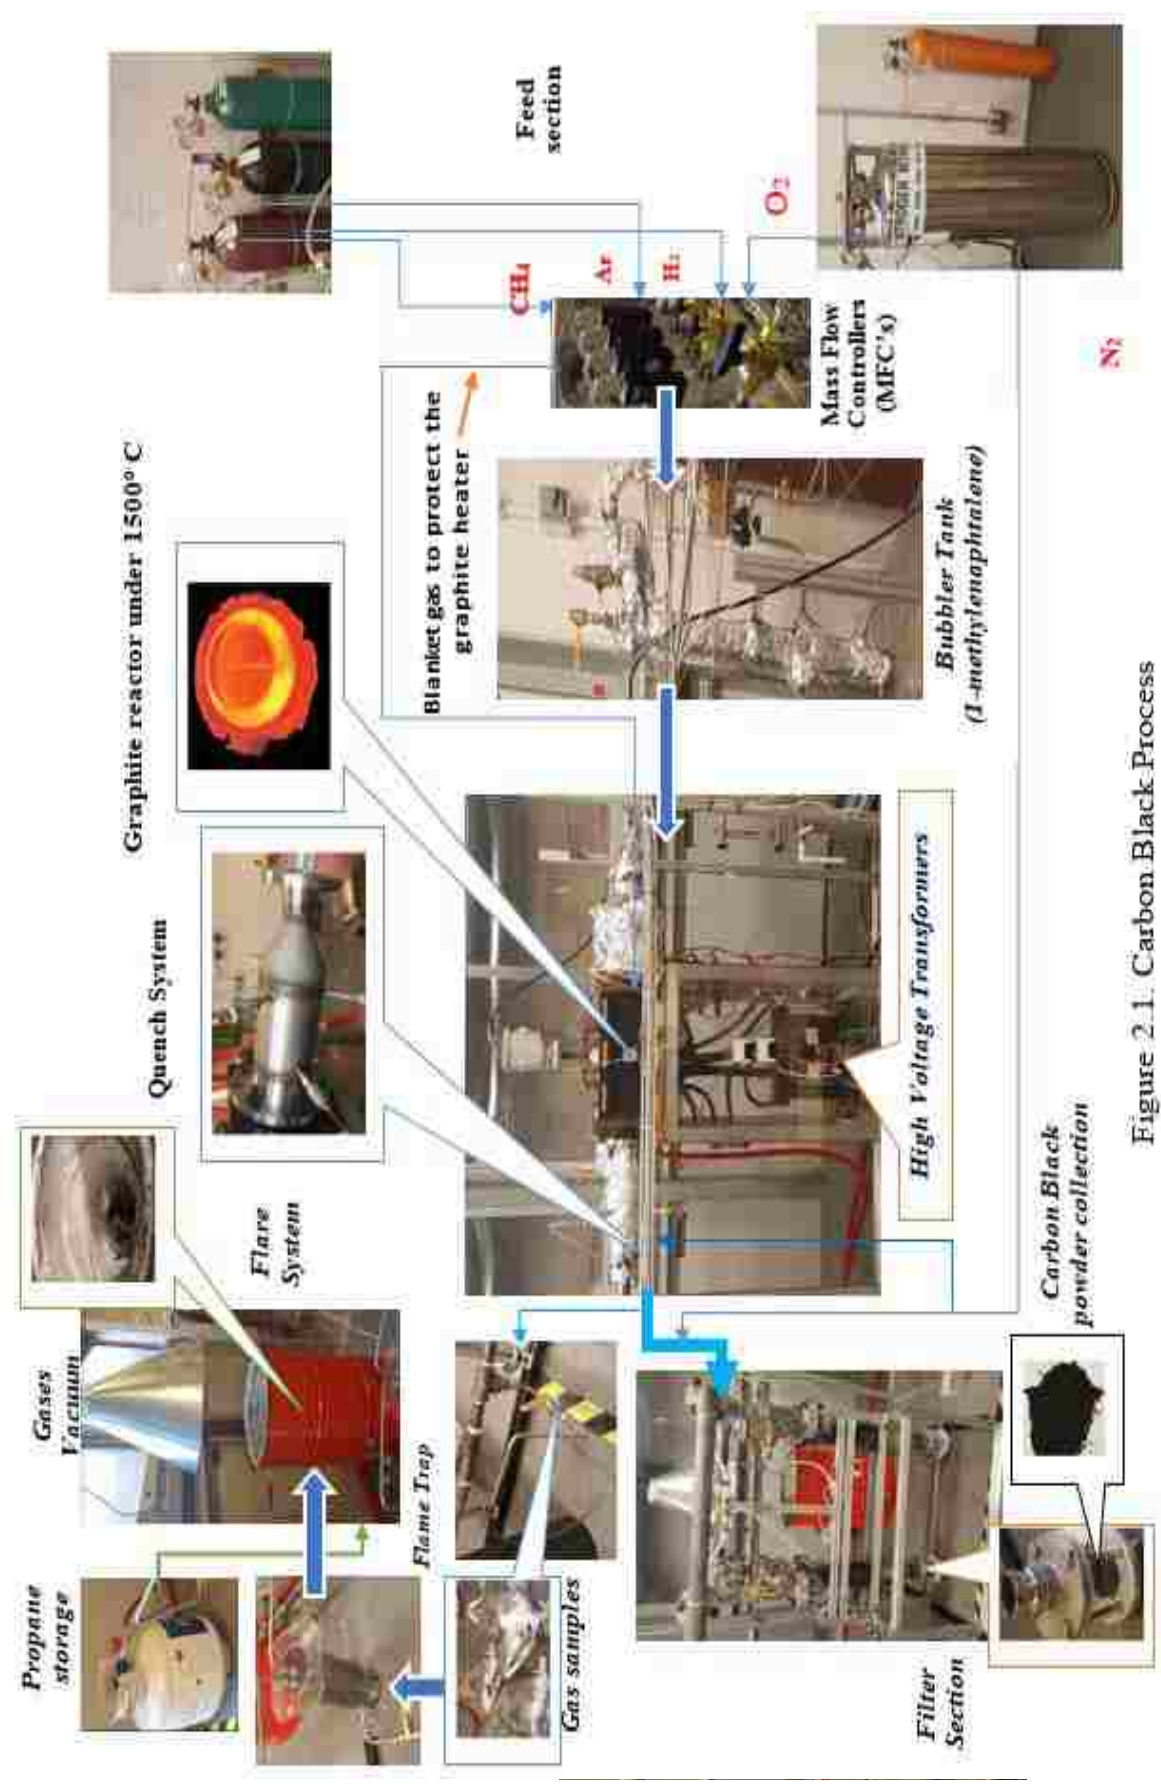 Propane
storage
Gases
Vacuum
Flare
System
Quench System
Graphite reactor under 1500°C
Flame Trap
Blanket gas to protect the
graphite heater
CH₄
Feed
section
Ar
H₂
O₂
Gas samples
Mass Flow
Controllers
(MFC's)
Bubbler Tank
(1-methylenaphtalene)
High Voltage Transformers
Filter
Section
Carbon Black
powder collection
N₂
Figure 2.1. Carbon Black Process